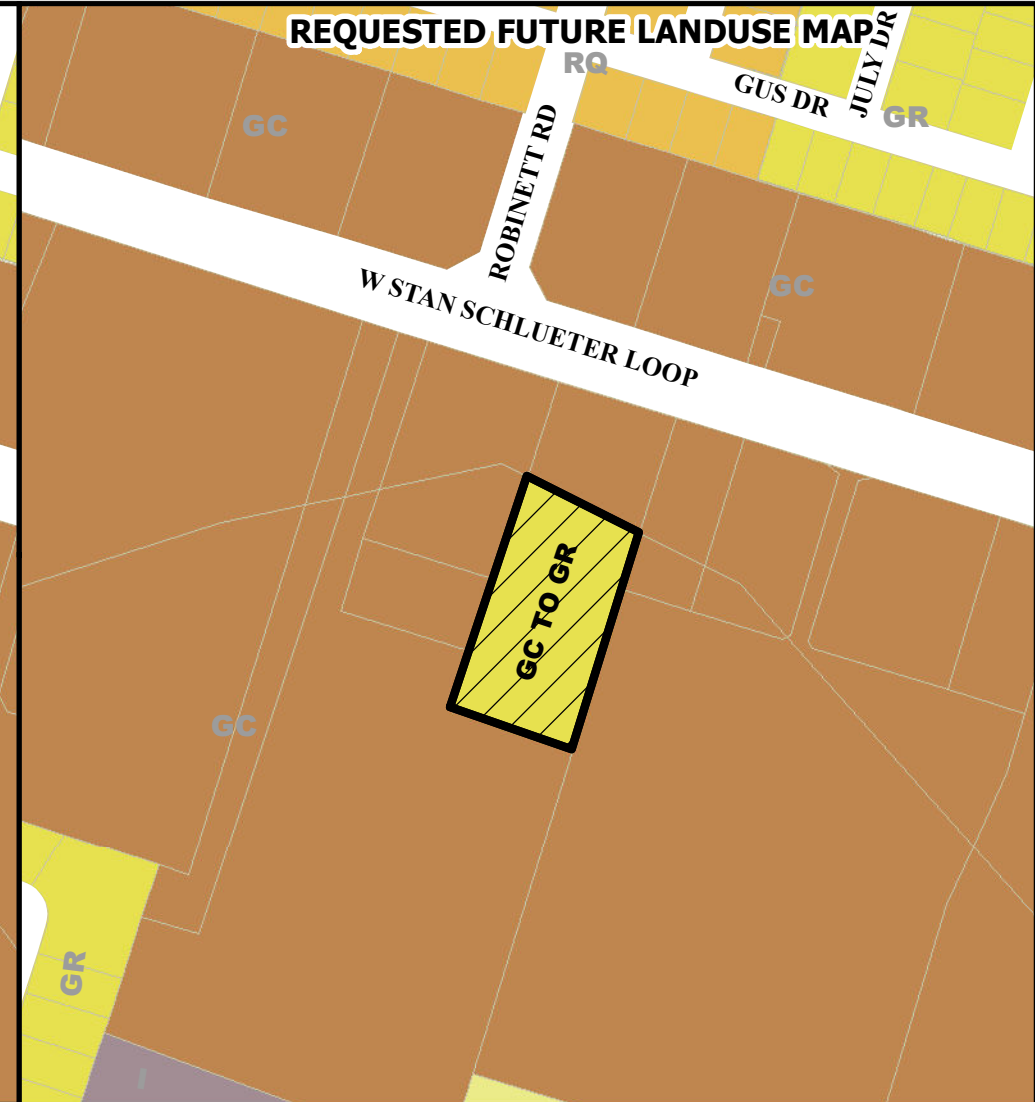 REQUESTED FUTURE LANDUSE MAP
RQ
GUS DR
JULY DR
GR
GC
ROBINETT RD
GC
W STAN SCHLUETER LOOP
GC TO GR
GC
GR
I